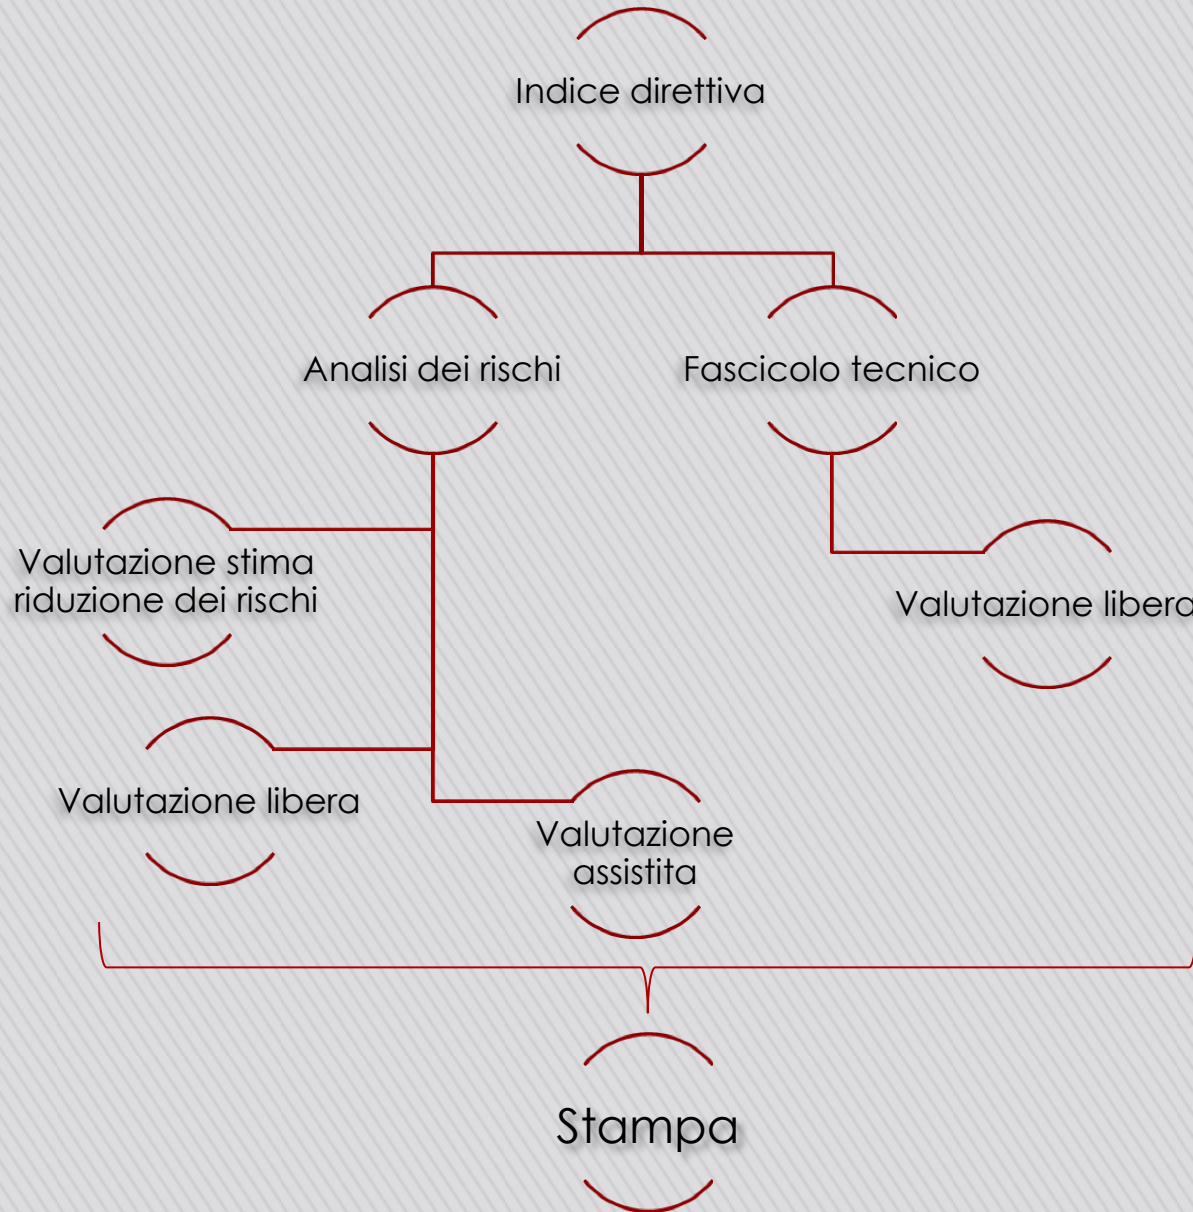 Indice direttiva
Analisi dei rischi
Fascicolo tecnico
Valutazione stima
riduzione dei rischi
Valutazione libera
Valutazione libera
Valutazione
assistita
Stampa